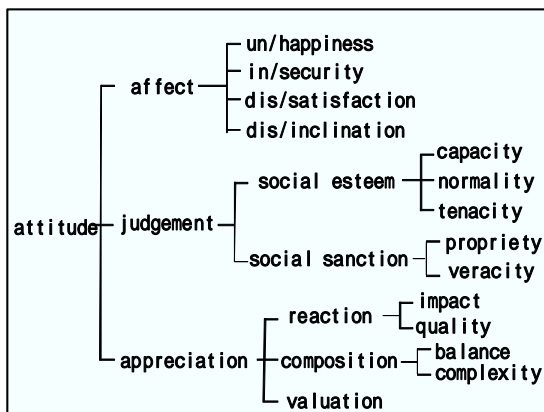 un/happiness
in/security
affect
dis/satisfaction
dis/inclination
capacity
social esteem
normality
tenacity
attitude
judgement
propriety
social sanction
veracity
impact
reaction
quality
balance
appreciation
composition
complexity
valuation